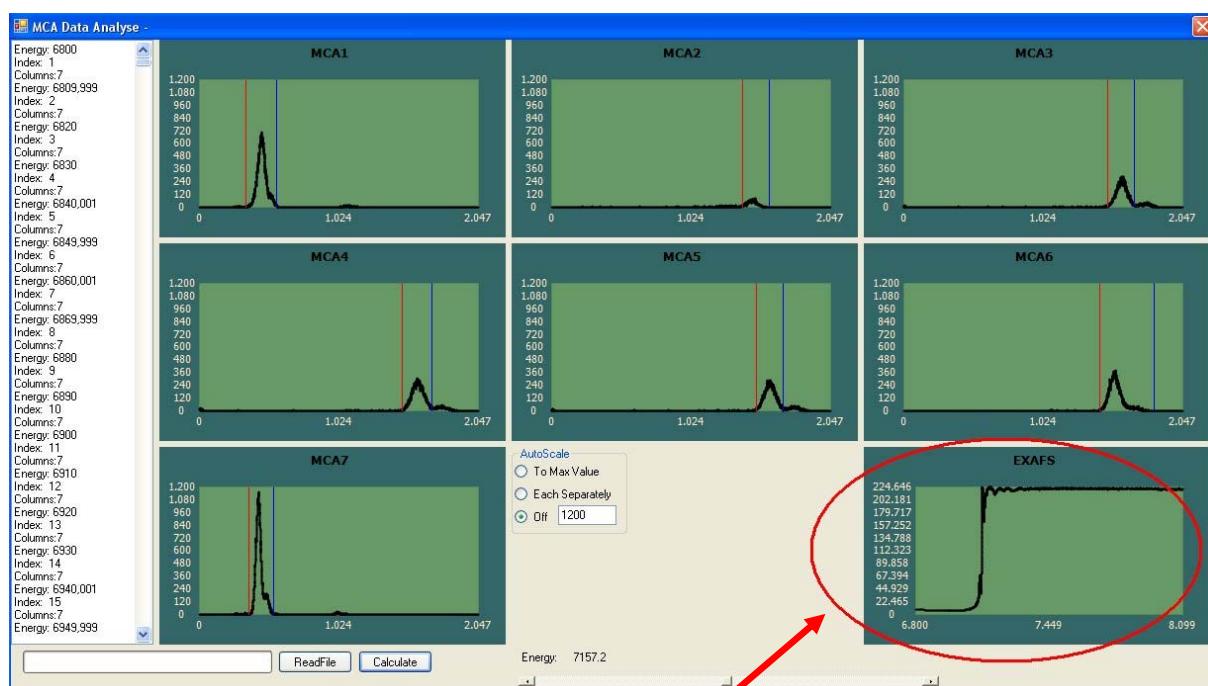 MCA Data Analyse -
Energy: 6800
Index: 1
Columns:7
Energy: 6809,999
Index: 2
Columns:7
Energy: 6820
Index: 3
Columns:7
Energy: 6830
Index: 4
Columns:7
Energy: 6840,001
Index: 5
Columns:7
Energy: 6849,999
Index: 6
Columns:7
Energy: 6860,001
Index: 7
Columns:7
Energy: 6869,999
Index: 8
Columns:7
Energy: 6880
Index: 9
Columns:7
Energy: 6890
Index: 10
Columns:7
Energy: 6900
Index: 11
Columns:7
Energy: 6910
Index: 12
Columns:7
Energy: 6920
Index: 13
Columns:7
Energy: 6930
Index: 14
Columns:7
Energy: 6940,001
Index: 15
Columns:7
Energy: 6949,999
MCA1
1.200
1.080
960
840
720
600
480
360
240
120
0
0 1.024 2.047
MCA2
1.200
1.080
960
840
720
600
480
360
240
120
0
0 1.024 2.047
MCA3
1.200
1.080
960
840
720
600
480
360
240
120
0
0 1.024 2.047
MCA4
1.200
1.080
960
840
720
600
480
360
240
120
0
0 1.024 2.047
MCA5
1.200
1.080
960
840
720
600
480
360
240
120
0
0 1.024 2.047
MCA6
1.200
1.080
960
840
720
600
480
360
240
120
0
0 1.024 2.047
MCA7
1.200
1.080
960
840
720
600
480
360
240
120
0
0 1.024 2.047
AutoScale
To Max Value
Each Separately
Off 1200
EXAFS
224.646
202.181
179.717
157.252
134.788
112.323
89.858
67.394
44.929
22.465
0
6.800 7.449 8.099
ReadFile Calculate
Energy: 7157.2